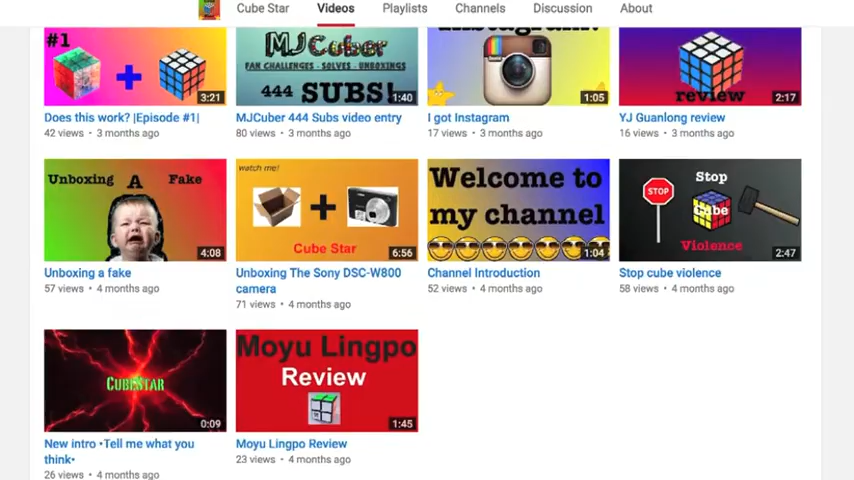 Cube Star Videos Playlists Channels Discussion About
#1
3:21
MJCuber
FAN CHALLENGES - SOLVES - UNBOXINGS
444 SUBS!
1:40
Instagram!
1:05
review
2:17
Does this work? |Episode #1|
42 views • 3 months ago
MJCuber 444 Subs video entry
80 views • 3 months ago
I got Instagram
17 views • 3 months ago
YJ Guanlong review
16 views • 3 months ago
Unboxing A Fake
4:08
watch me!
Cube Star
6:56
Welcome to
my channel
1:04
Stop
STOP
Cube
Violence
2:47
Unboxing a fake
57 views • 4 months ago
Unboxing The Sony DSC-W800
camera
71 views • 4 months ago
Channel Introduction
52 views • 4 months ago
Stop cube violence
58 views • 4 months ago
CubeStar
0:09
Moyu Lingpo
Review
1:45
New intro •Tell me what you
think•
26 views • 4 months ago
Moyu Lingpo Review
23 views • 4 months ago